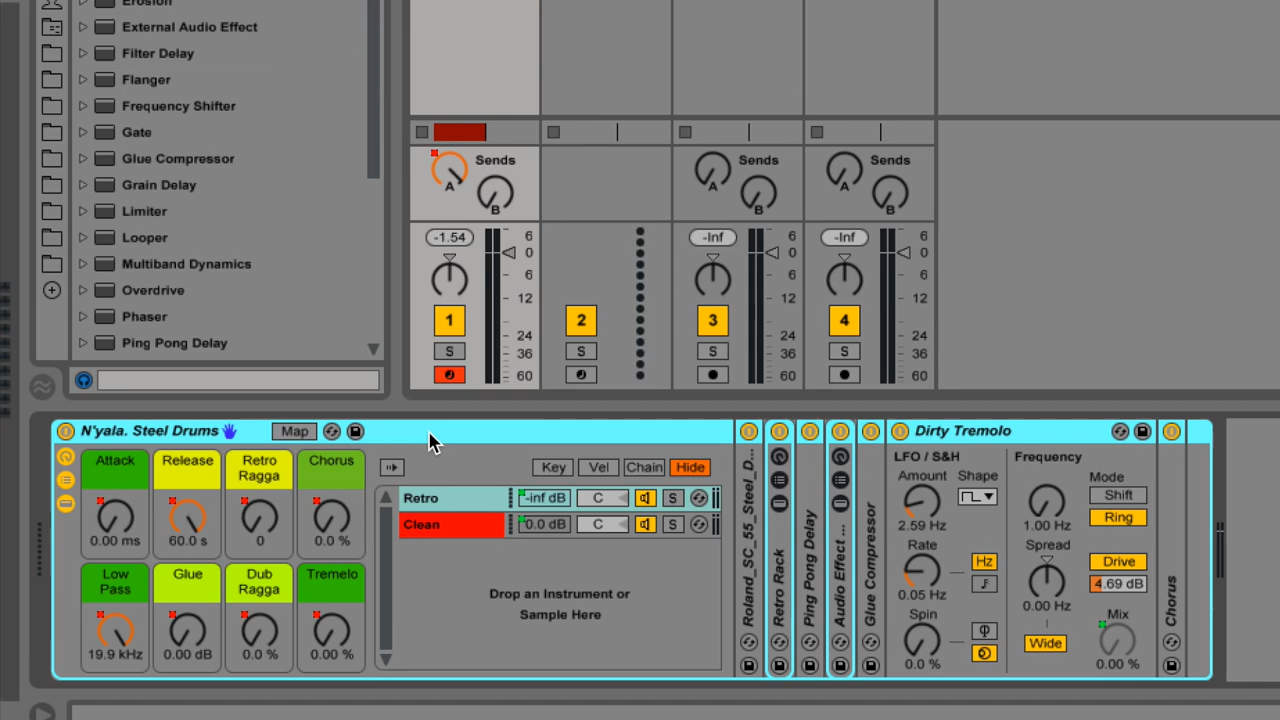 Erosion
External Audio Effect
Filter Delay
Flanger
Frequency Shifter
Gate
Glue Compressor
Grain Delay
Limiter
Looper
Multiband Dynamics
Overdrive
Phaser
Ping Pong Delay
Sends
A
B
Sends
A
B
Sends
A
B
-1.54
6
0
6
12
24
36
60
1
S
2
S
-Inf
6
0
6
12
24
36
60
3
S
-Inf
6
0
6
12
24
36
60
4
S
N'yala. Steel Drums
Map
Attack
0.00 ms
Release
60.0 s
Retro
Ragga
0
Chorus
0.0 %
Low
Pass
19.9 kHz
Glue
0.00 dB
Dub
Ragga
0.0 %
Tremelo
0.00 %
Key Vel Chain Hide
Retro -inf dB C S
Clean 0.0 dB C S
Drop an Instrument or
Sample Here
Roland_SC_55_Steel_D...
Retro Rack
Ping Pong Delay
Audio Effect ...
Glue Compressor
Dirty Tremolo
LFO / S&H
Amount
2.59 Hz
Shape
Rate
0.05 Hz
Hz
Spin
0.0 %
Frequency
1.00 Hz
Mode
Shift
Ring
Spread
0.00 Hz
Drive
4.69 dB
Wide
Mix
0.00 %
Chorus